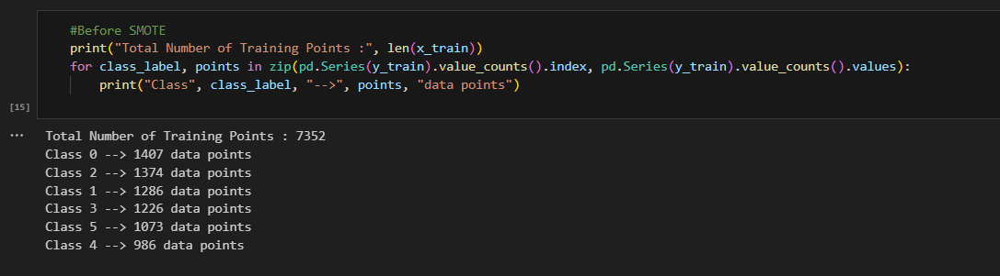 #Before SMOTE
print("Total Number of Training Points :", len(x_train))
for class_label, points in zip(pd.Series(y_train).value_counts().index, pd.Series(y_train).value_counts().values):
    print("Class", class_label, "-->", points, "data points")
[15]
... Total Number of Training Points : 7352
Class 0 --> 1407 data points
Class 2 --> 1374 data points
Class 1 --> 1286 data points
Class 3 --> 1226 data points
Class 5 --> 1073 data points
Class 4 --> 986 data points